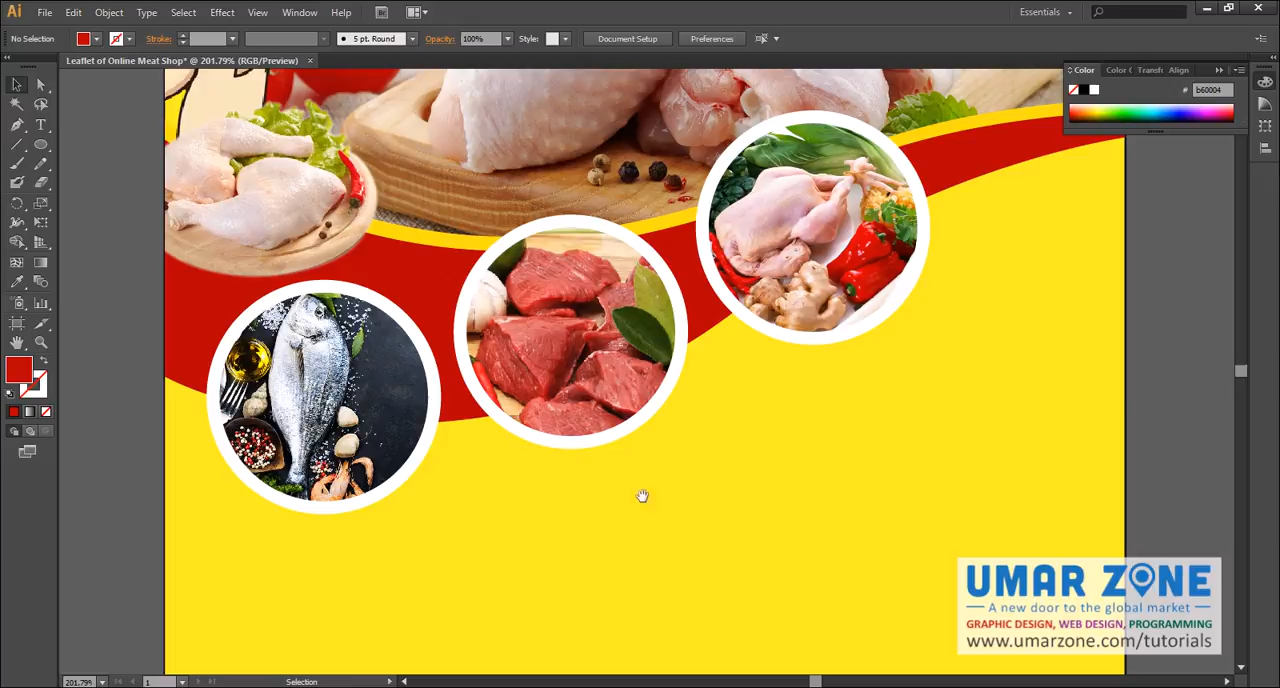 Ai File Edit Object Type Select Effect View Window Help Br Essentials
No Selection Stroke: 5 pt. Round Opacity: 100% Style: Document Setup Preferences
Leaflet of Online Meat Shop* @ 201.79% (RGB/Preview)
Color Transf Align
# b60004
UMAR ZONE
A new door to the global market
GRAPHIC DESIGN, WEB DESIGN, PROGRAMMING
www.umarzone.com/tutorials
201.79% 1 Selection